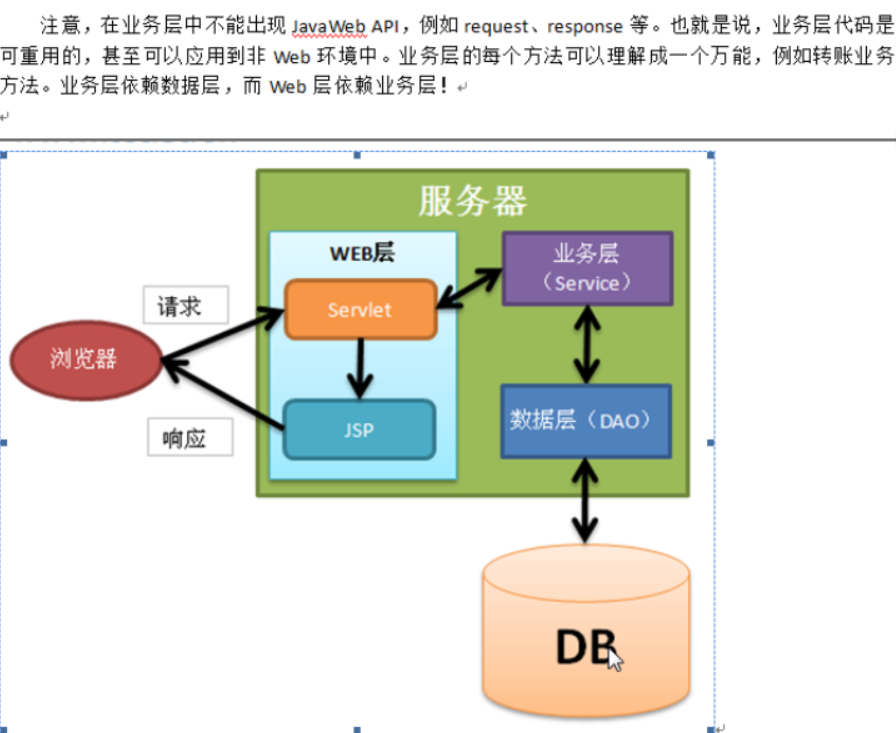 注意，在业务层中不能出现 JavaWeb API，例如 request、response 等。也就是说，业务层代码是
可重用的，甚至可以应用到非 Web 环境中。业务层的每个方法可以理解成一个万能，例如转账业务
方法。业务层依赖数据层，而 Web 层依赖业务层！
服务器
WEB层
业务层
（Service）
请求
Servlet
浏览器
数据层（DAO）
JSP
响应
DB